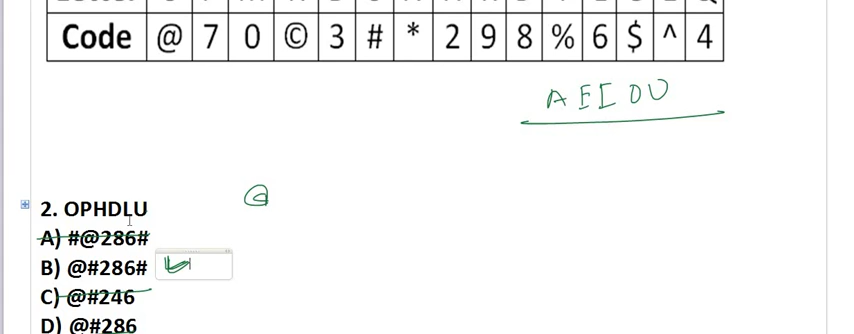 Code @ 7 0 © 3 # * 2 9 8 % 6 $ ^ 4
A E I O U
@
2. OPHDLU
A) #@286#
B) @#286#
C) @#246
D) @#286